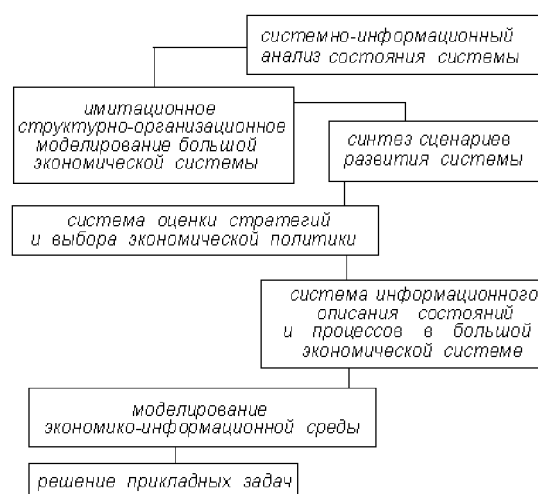 системно-информационный
анализ состояния системы
имитационное
структурно-организационное
моделирование большой
экономической системы
синтез сценариев
развития системы
система оценки стратегий
и выбора экономической политики
система информационного
описания состояний
и процессов в большой
экономической системе
моделирование
экономико-информационной среды
решение прикладных задач